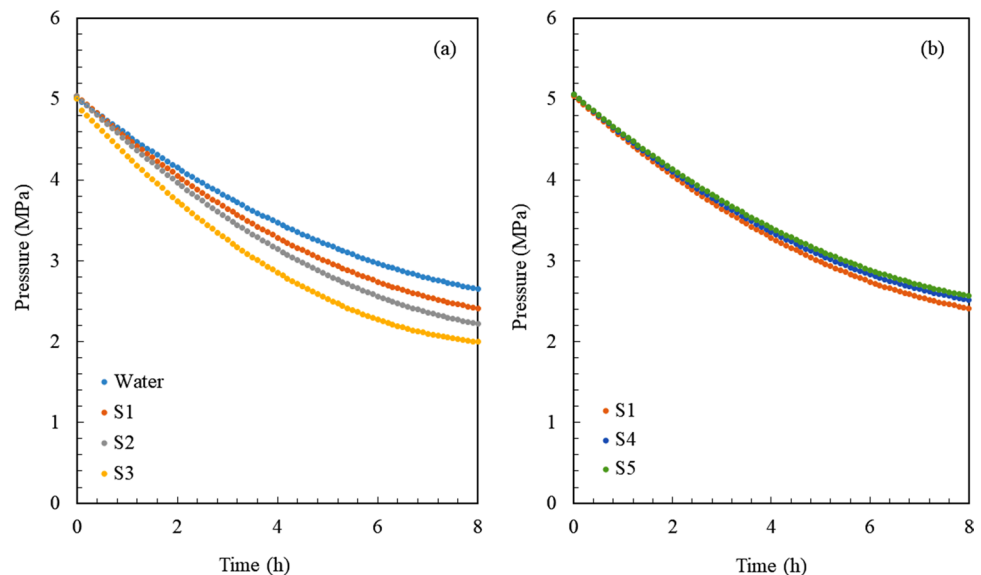 (a)
6
5
4
3
2
1
0
Pressure (MPa)
Water
S1
S2
S3
0 2 4 6 8
Time (h)
(b)
6
5
4
3
2
1
0
Pressure (MPa)
S1
S4
S5
0 2 4 6 8
Time (h)